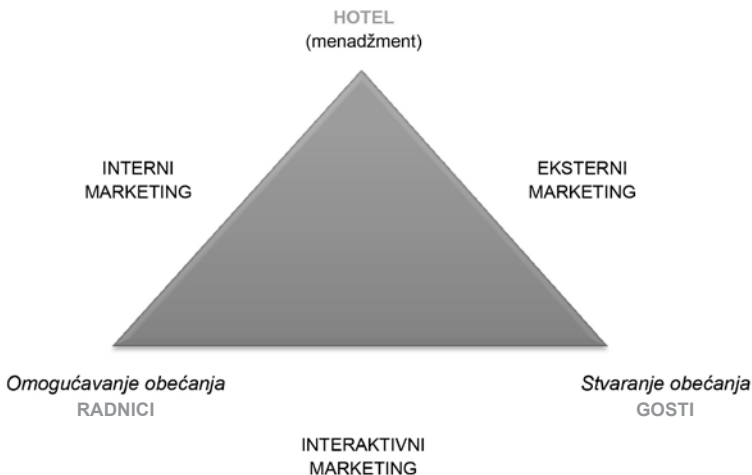 HOTEL
(menadžment)
INTERNI
MARKETING
EKSTERNI
MARKETING
Omogućavanje obećanja
RADNICI
Stvaranje obećanja
GOSTI
INTERAKTIVNI
MARKETING